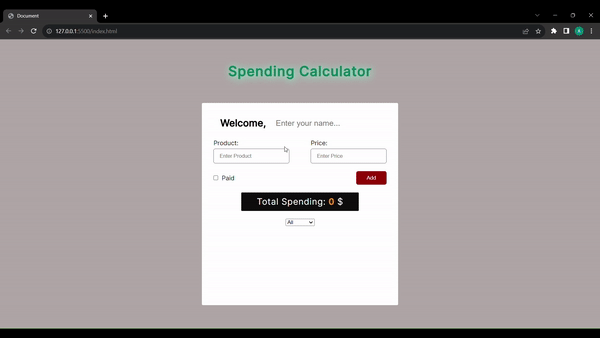 Document
127.0.0.1:5500/index.html
Spending Calculator
Welcome, Enter your name...
Product: Price:
Enter Product Enter Price
Paid Add
Total Spending: 0 $
All